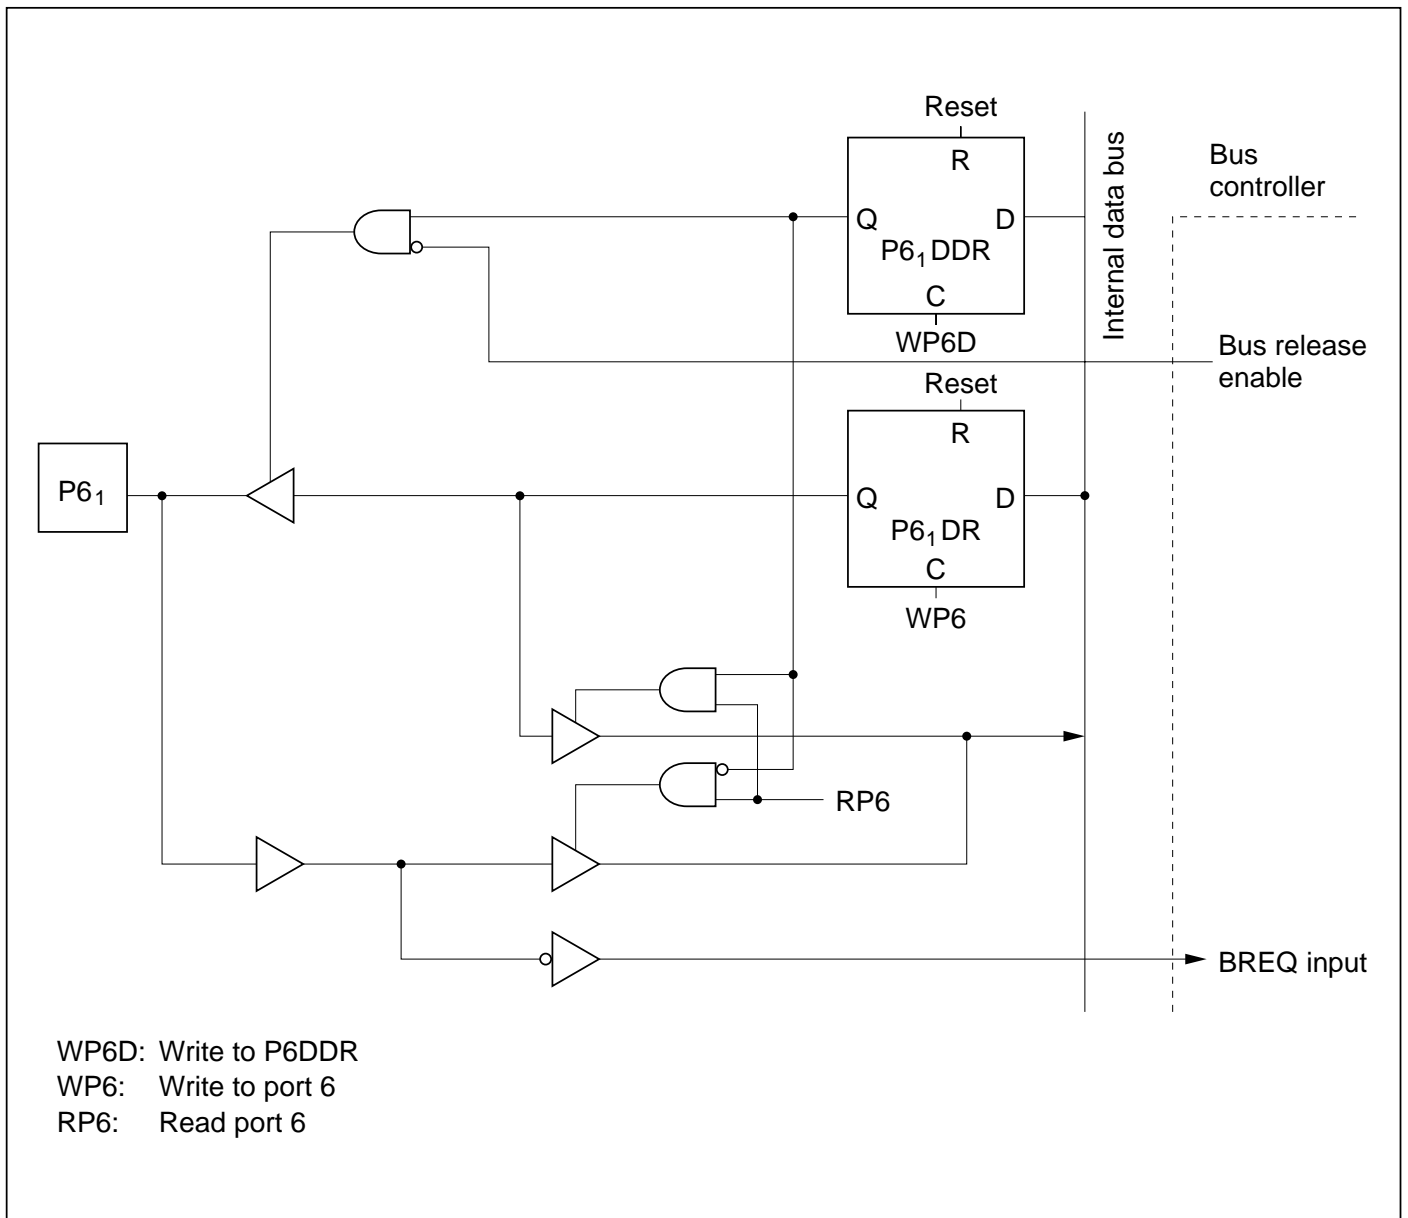 Reset
R
Q D
P6₁DDR
C
WP6D
Internal data bus
Bus
controller
Bus release
enable
Reset
R
P6₁
Q D
P6₁DR
C
WP6
RP6
BREQ input
WP6D: Write to P6DDR
WP6: Write to port 6
RP6: Read port 6